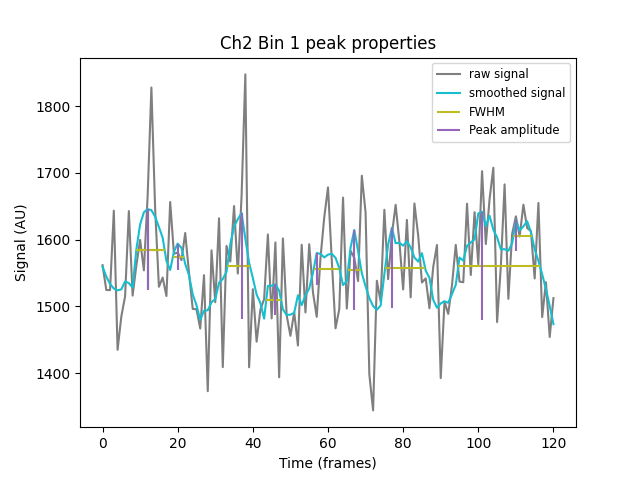 Ch2 Bin 1 peak properties
raw signal
smoothed signal
FWHM
Peak amplitude
1800
1700
1600
1500
1400
Signal (AU)
0 20 40 60 80 100 120
Time (frames)